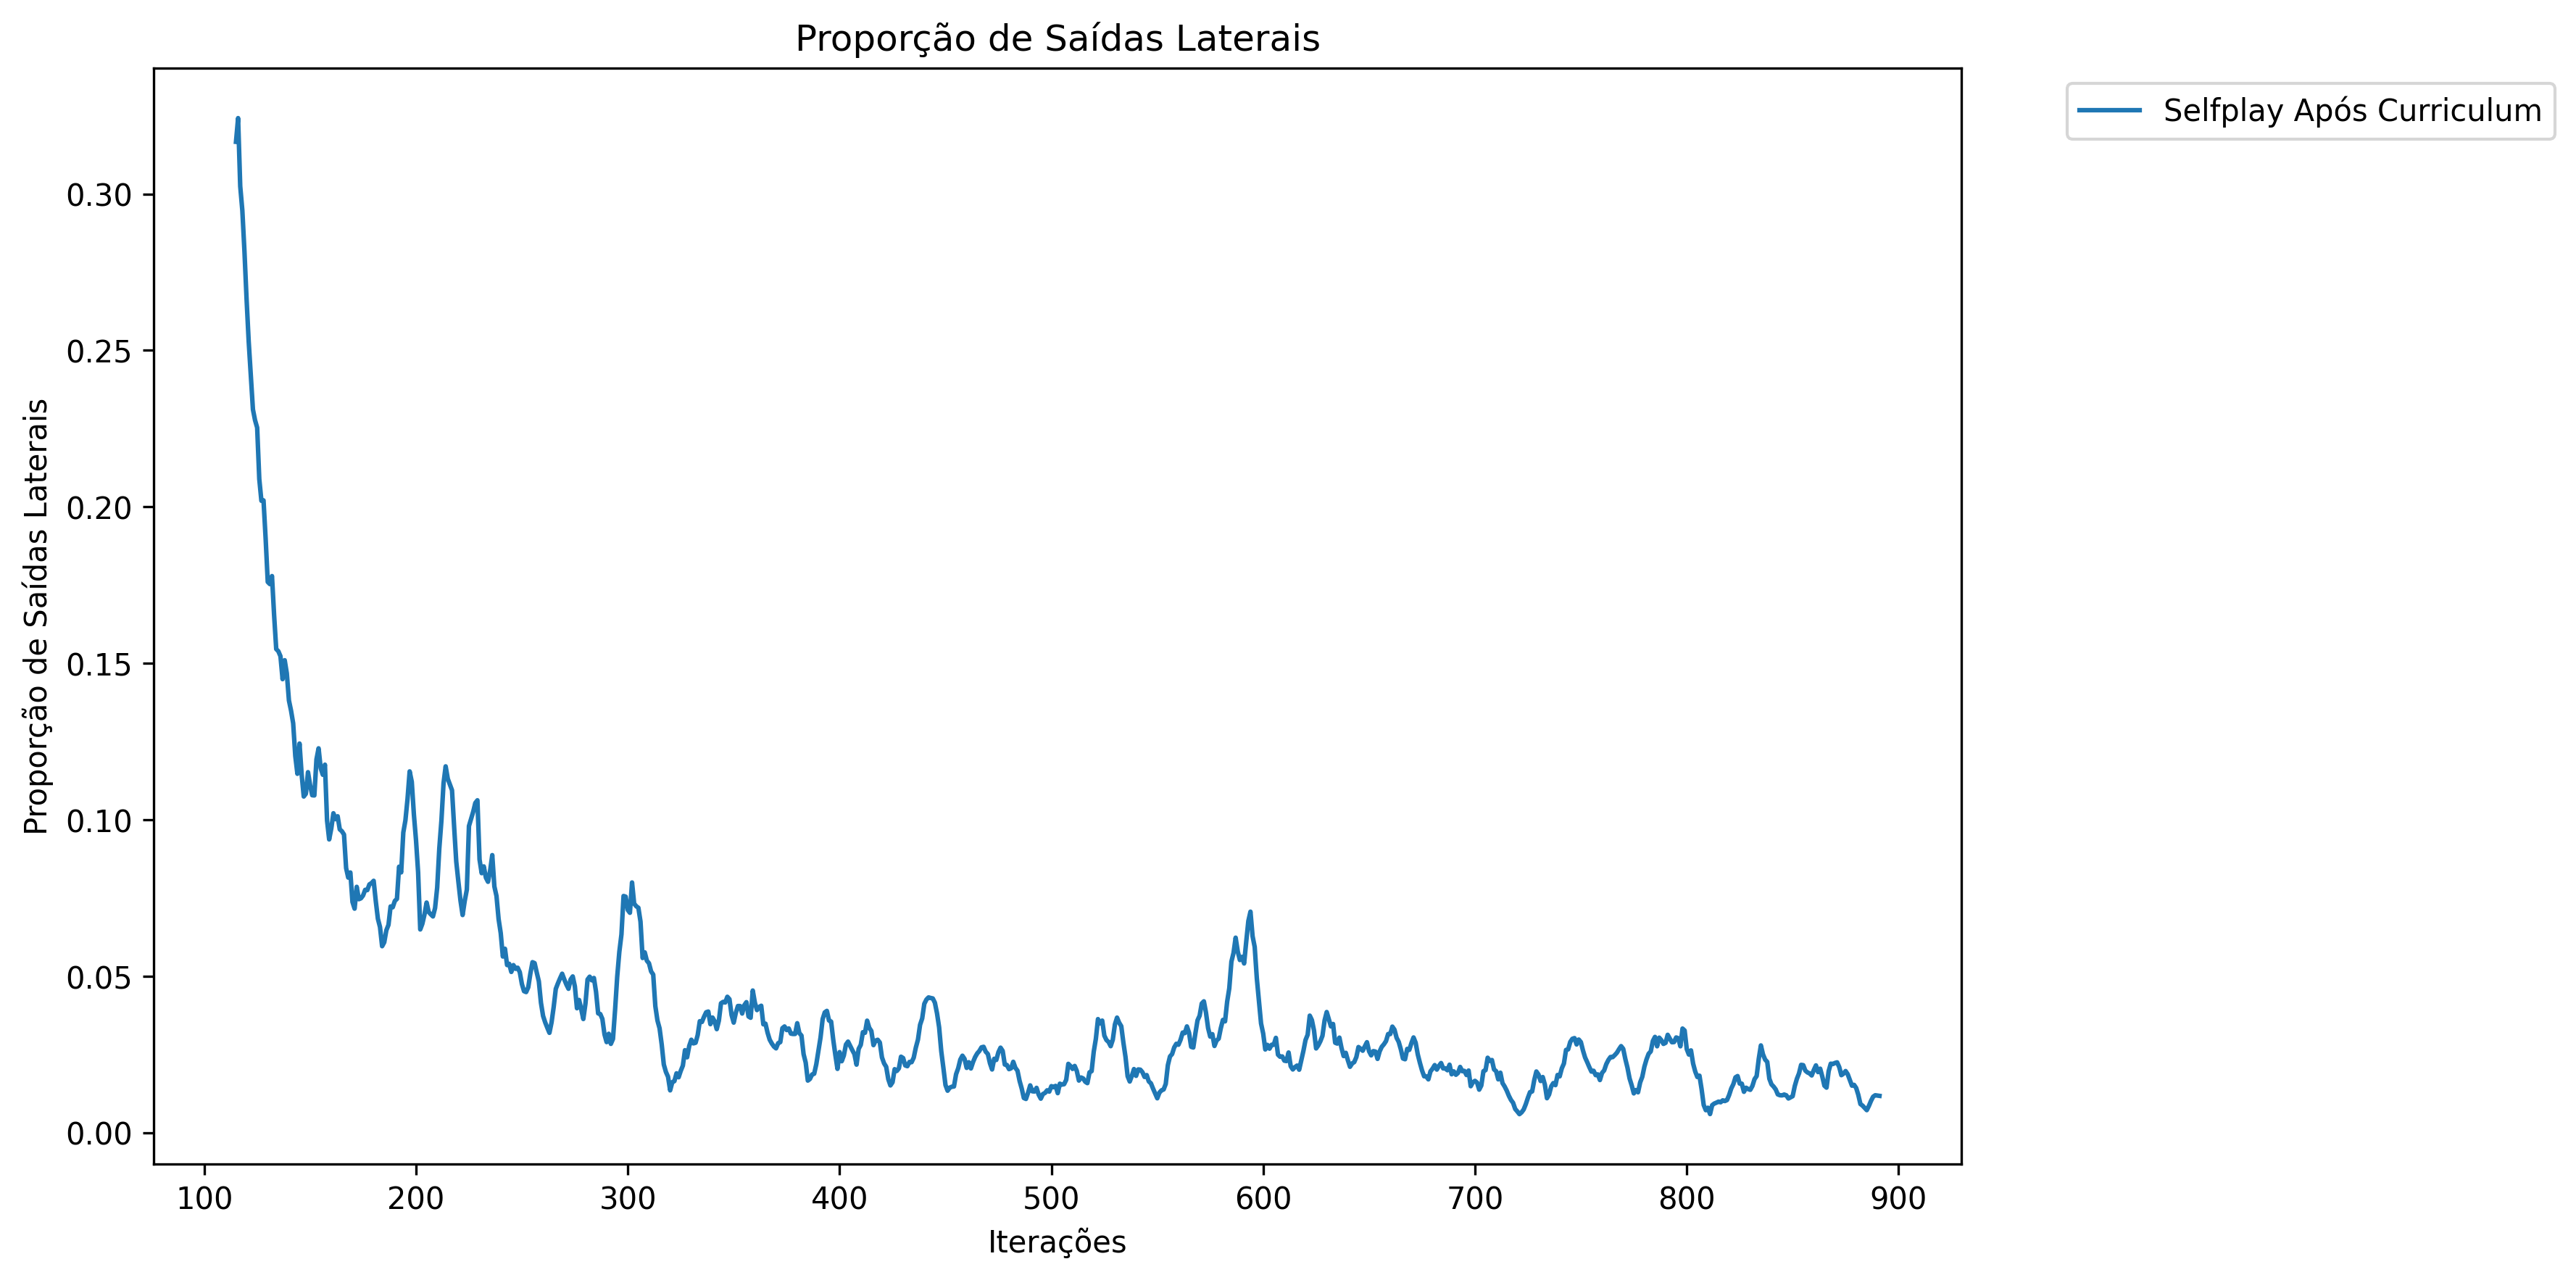 Proporção de Saídas Laterais
Selfplay Após Curriculum
Proporção de Saídas Laterais
0.30
0.25
0.20
0.15
0.10
0.05
0.00
100 200 300 400 500 600 700 800 900
Iterações